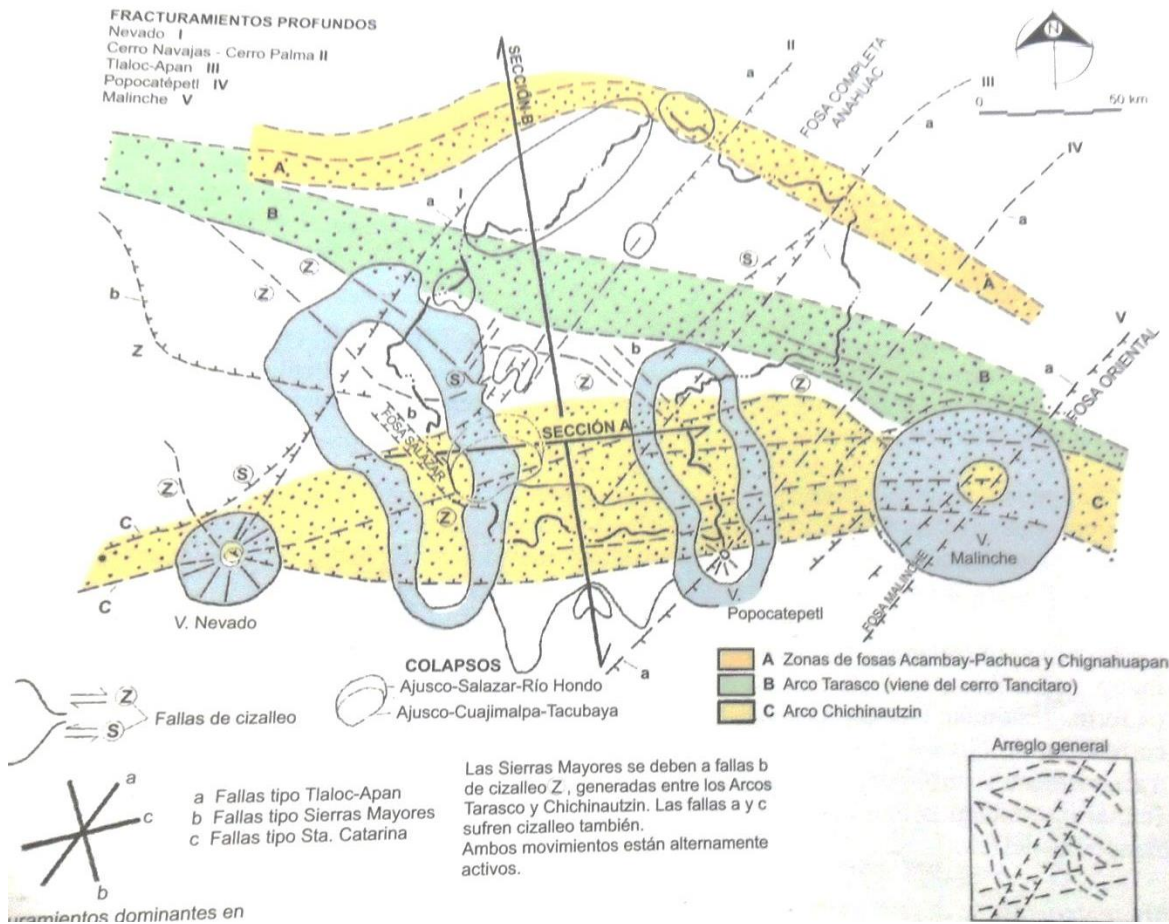 FRACTURAMIENTOS PROFUNDOS
Nevado I
Cerro Navajas - Cerro Palma II
Tlaloc-Apan III
Popocatépetl IV
Malinche V
SECCIÓN-B
II
a
FOSA COMPLETA
ANAHUAC
III
a
N
0 50 km
IV
a
A
I
a
B
Z
Z
S
A
b
Z
V
a
FOSA ORIENTAL
b
S
Z
Z
B
b
FOSA SALAZAR
SECCIÓN A
S
Z
Z
C
C
C
V. Nevado
V.
Popocatepetl
V.
Malinche
FOSA MALINCHE
a
COLAPSOS
Ajusco-Salazar-Río Hondo
Ajusco-Cuajimalpa-Tacubaya
A Zonas de fosas Acambay-Pachuca y Chignahuapan
B Arco Tarasco (viene del cerro Tancitaro)
C Arco Chichinautzin
Z
S
Fallas de cizalleo
a
c
b
a Fallas tipo Tlaloc-Apan
b Fallas tipo Sierras Mayores
c Fallas tipo Sta. Catarina
Las Sierras Mayores se deben a fallas b
de cizalleo Z , generadas entre los Arcos
Tarasco y Chichinautzin. Las fallas a y c
sufren cizalleo también.
Ambos movimientos están alternamente
activos.
Arreglo general
dominantes en